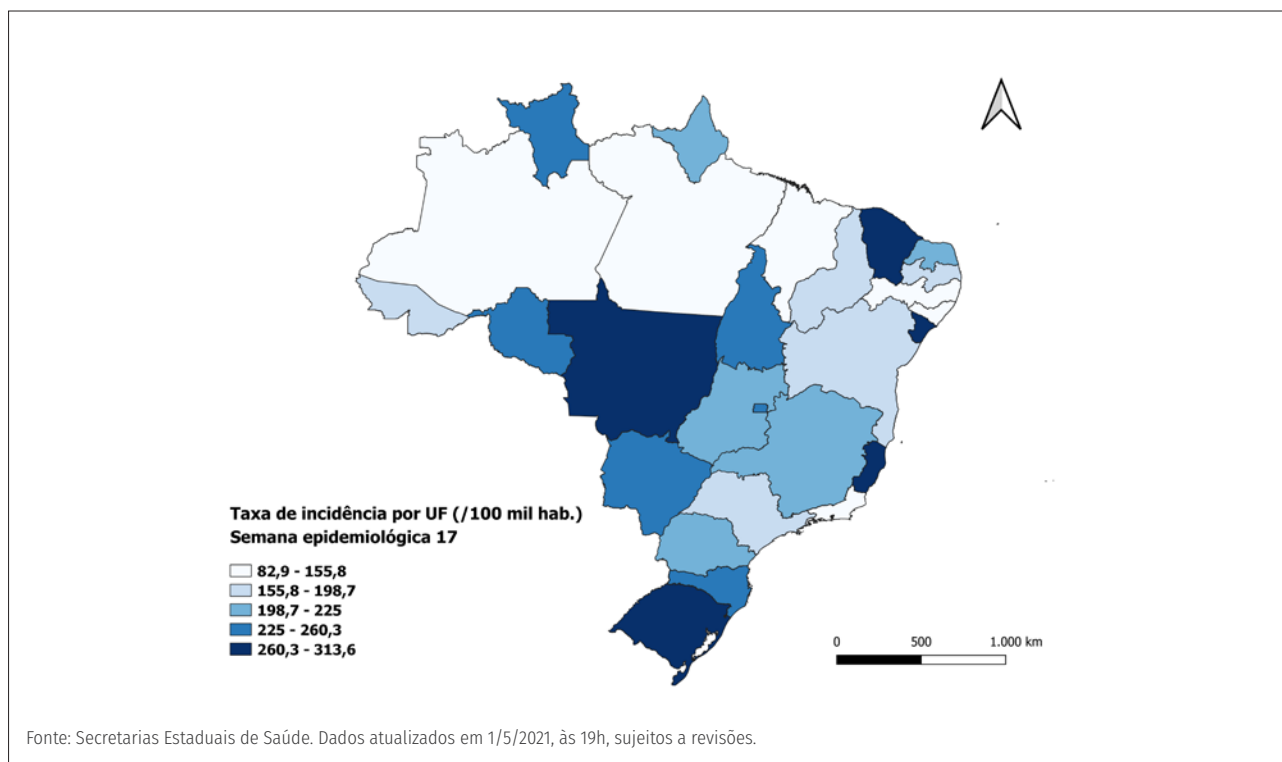 Taxa de incidência por UF (/100 mil hab.)
Semana epidemiológica 17
82,9 - 155,8
155,8 - 198,7
198,7 - 225
225 - 260,3
260,3 - 313,6
0 500 1.000 km
Fonte: Secretarias Estaduais de Saúde. Dados atualizados em 1/5/2021, às 19h, sujeitos a revisões.